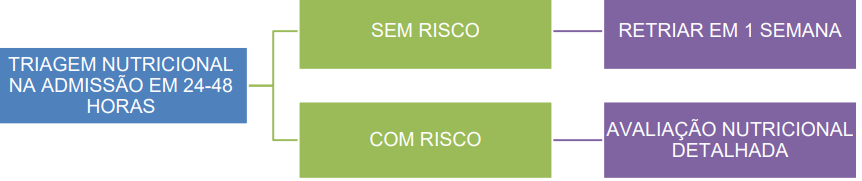 TRIAGEM NUTRICIONAL
NA ADMISSÃO EM 24-48
HORAS
SEM RISCO
RETRIAR EM 1 SEMANA
COM RISCO
AVALIAÇÃO NUTRICIONAL
DETALHADA